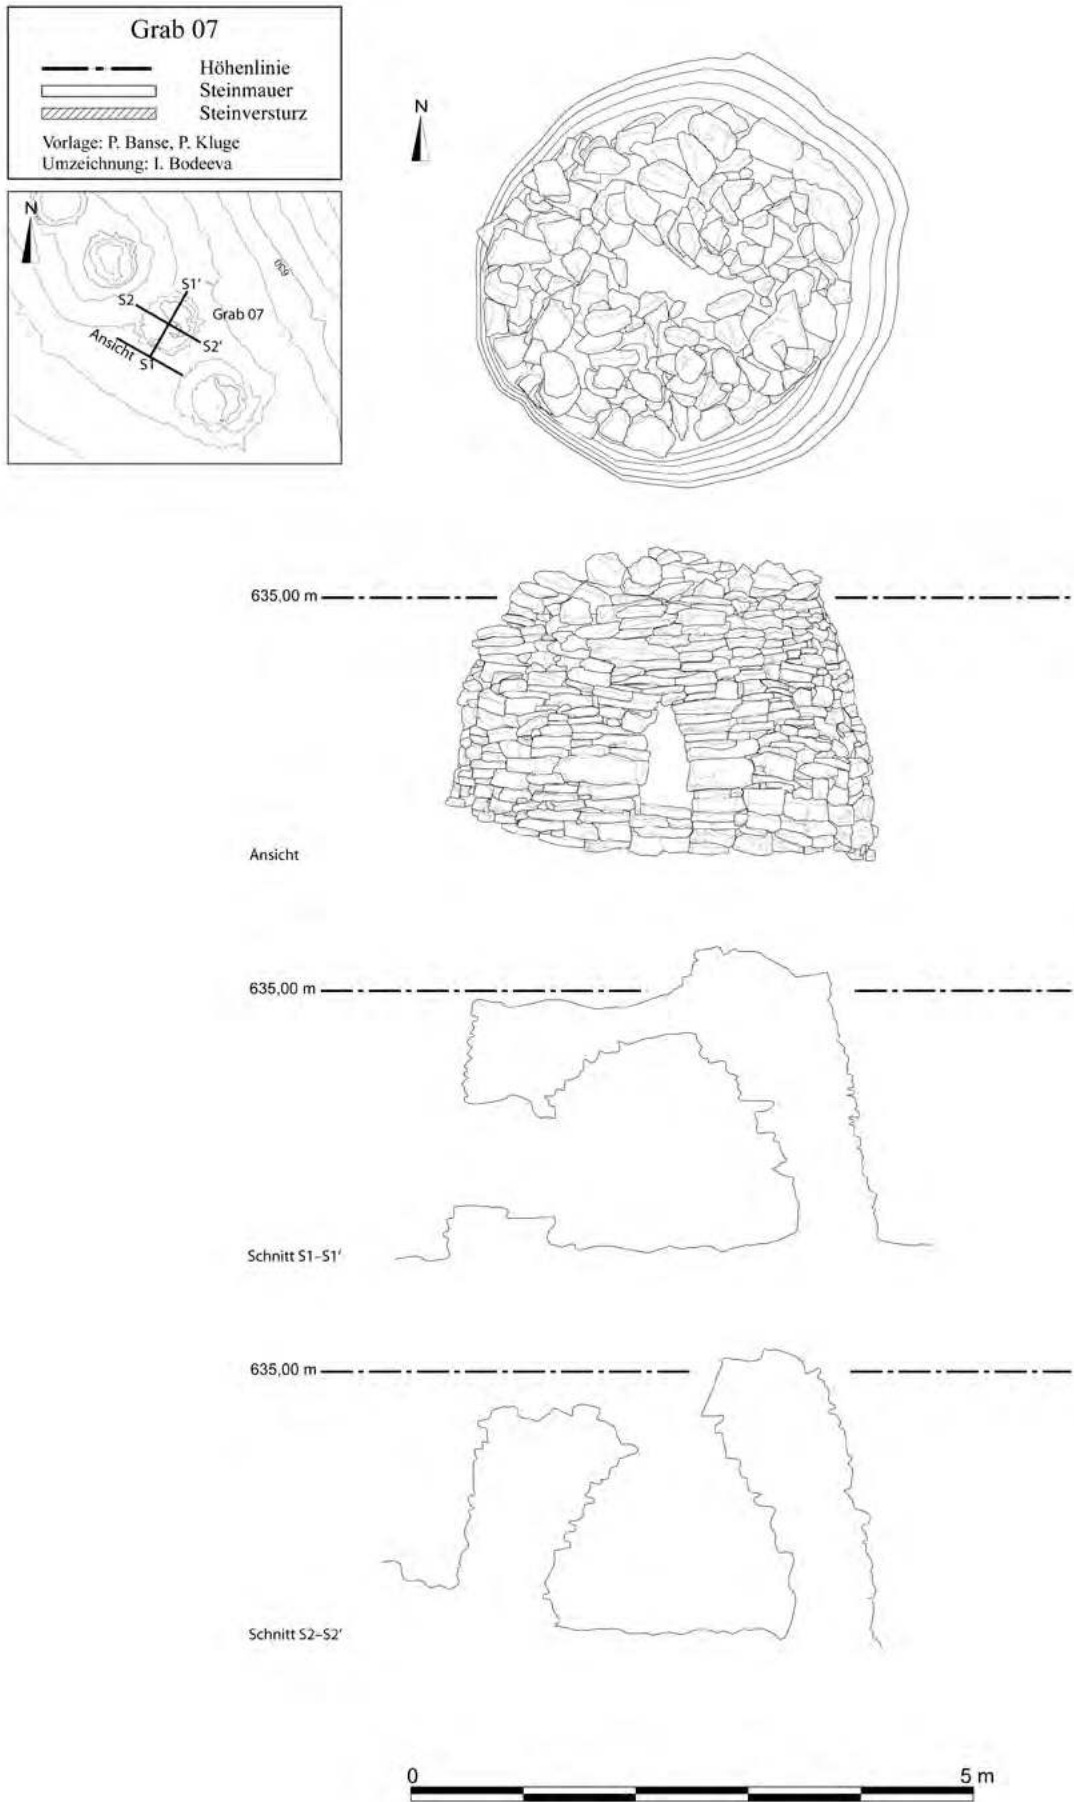 Grab 07
Höhenlinie
Steinmauer
Steinversturz
Vorlage: P. Banse, P. Kluge
Umzeichnung: I. Bodeeva
N
N
S1'
S2
Grab 07
Ansicht
S2'
S1
635,00 m
Ansicht
635,00 m
Schnitt S1–S1'
635,00 m
Schnitt S2–S2'
0 5 m